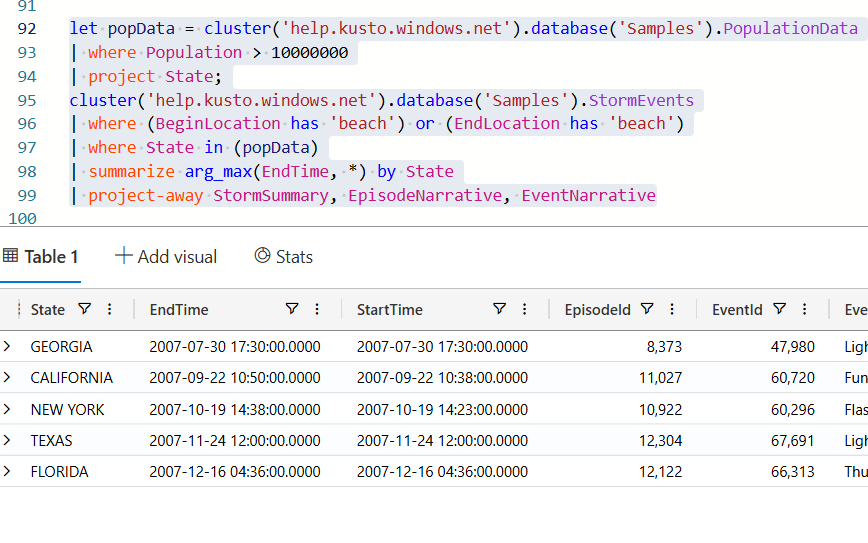 91
92 let popData = cluster('help.kusto.windows.net').database('Samples').PopulationData
93 | where Population > 10000000
94 | project State;
95 cluster('help.kusto.windows.net').database('Samples').StormEvents
96 | where (BeginLocation has 'beach') or (EndLocation has 'beach')
97 | where State in (popData)
98 | summarize arg_max(EndTime, *) by State
99 | project-away StormSummary, EpisodeNarrative, EventNarrative
100
Table 1 Add visual Stats
State EndTime StartTime EpisodeId EventId Eve
GEORGIA 2007-07-30 17:30:00.0000 2007-07-30 17:30:00.0000 8,373 47,980 Ligh
CALIFORNIA 2007-09-22 10:50:00.0000 2007-09-22 10:38:00.0000 11,027 60,720 Fun
NEW YORK 2007-10-19 14:38:00.0000 2007-10-19 14:23:00.0000 10,922 60,296 Flas
TEXAS 2007-11-24 12:00:00.0000 2007-11-24 12:00:00.0000 12,304 67,691 Ligh
FLORIDA 2007-12-16 04:36:00.0000 2007-12-16 04:36:00.0000 12,122 66,313 Thu